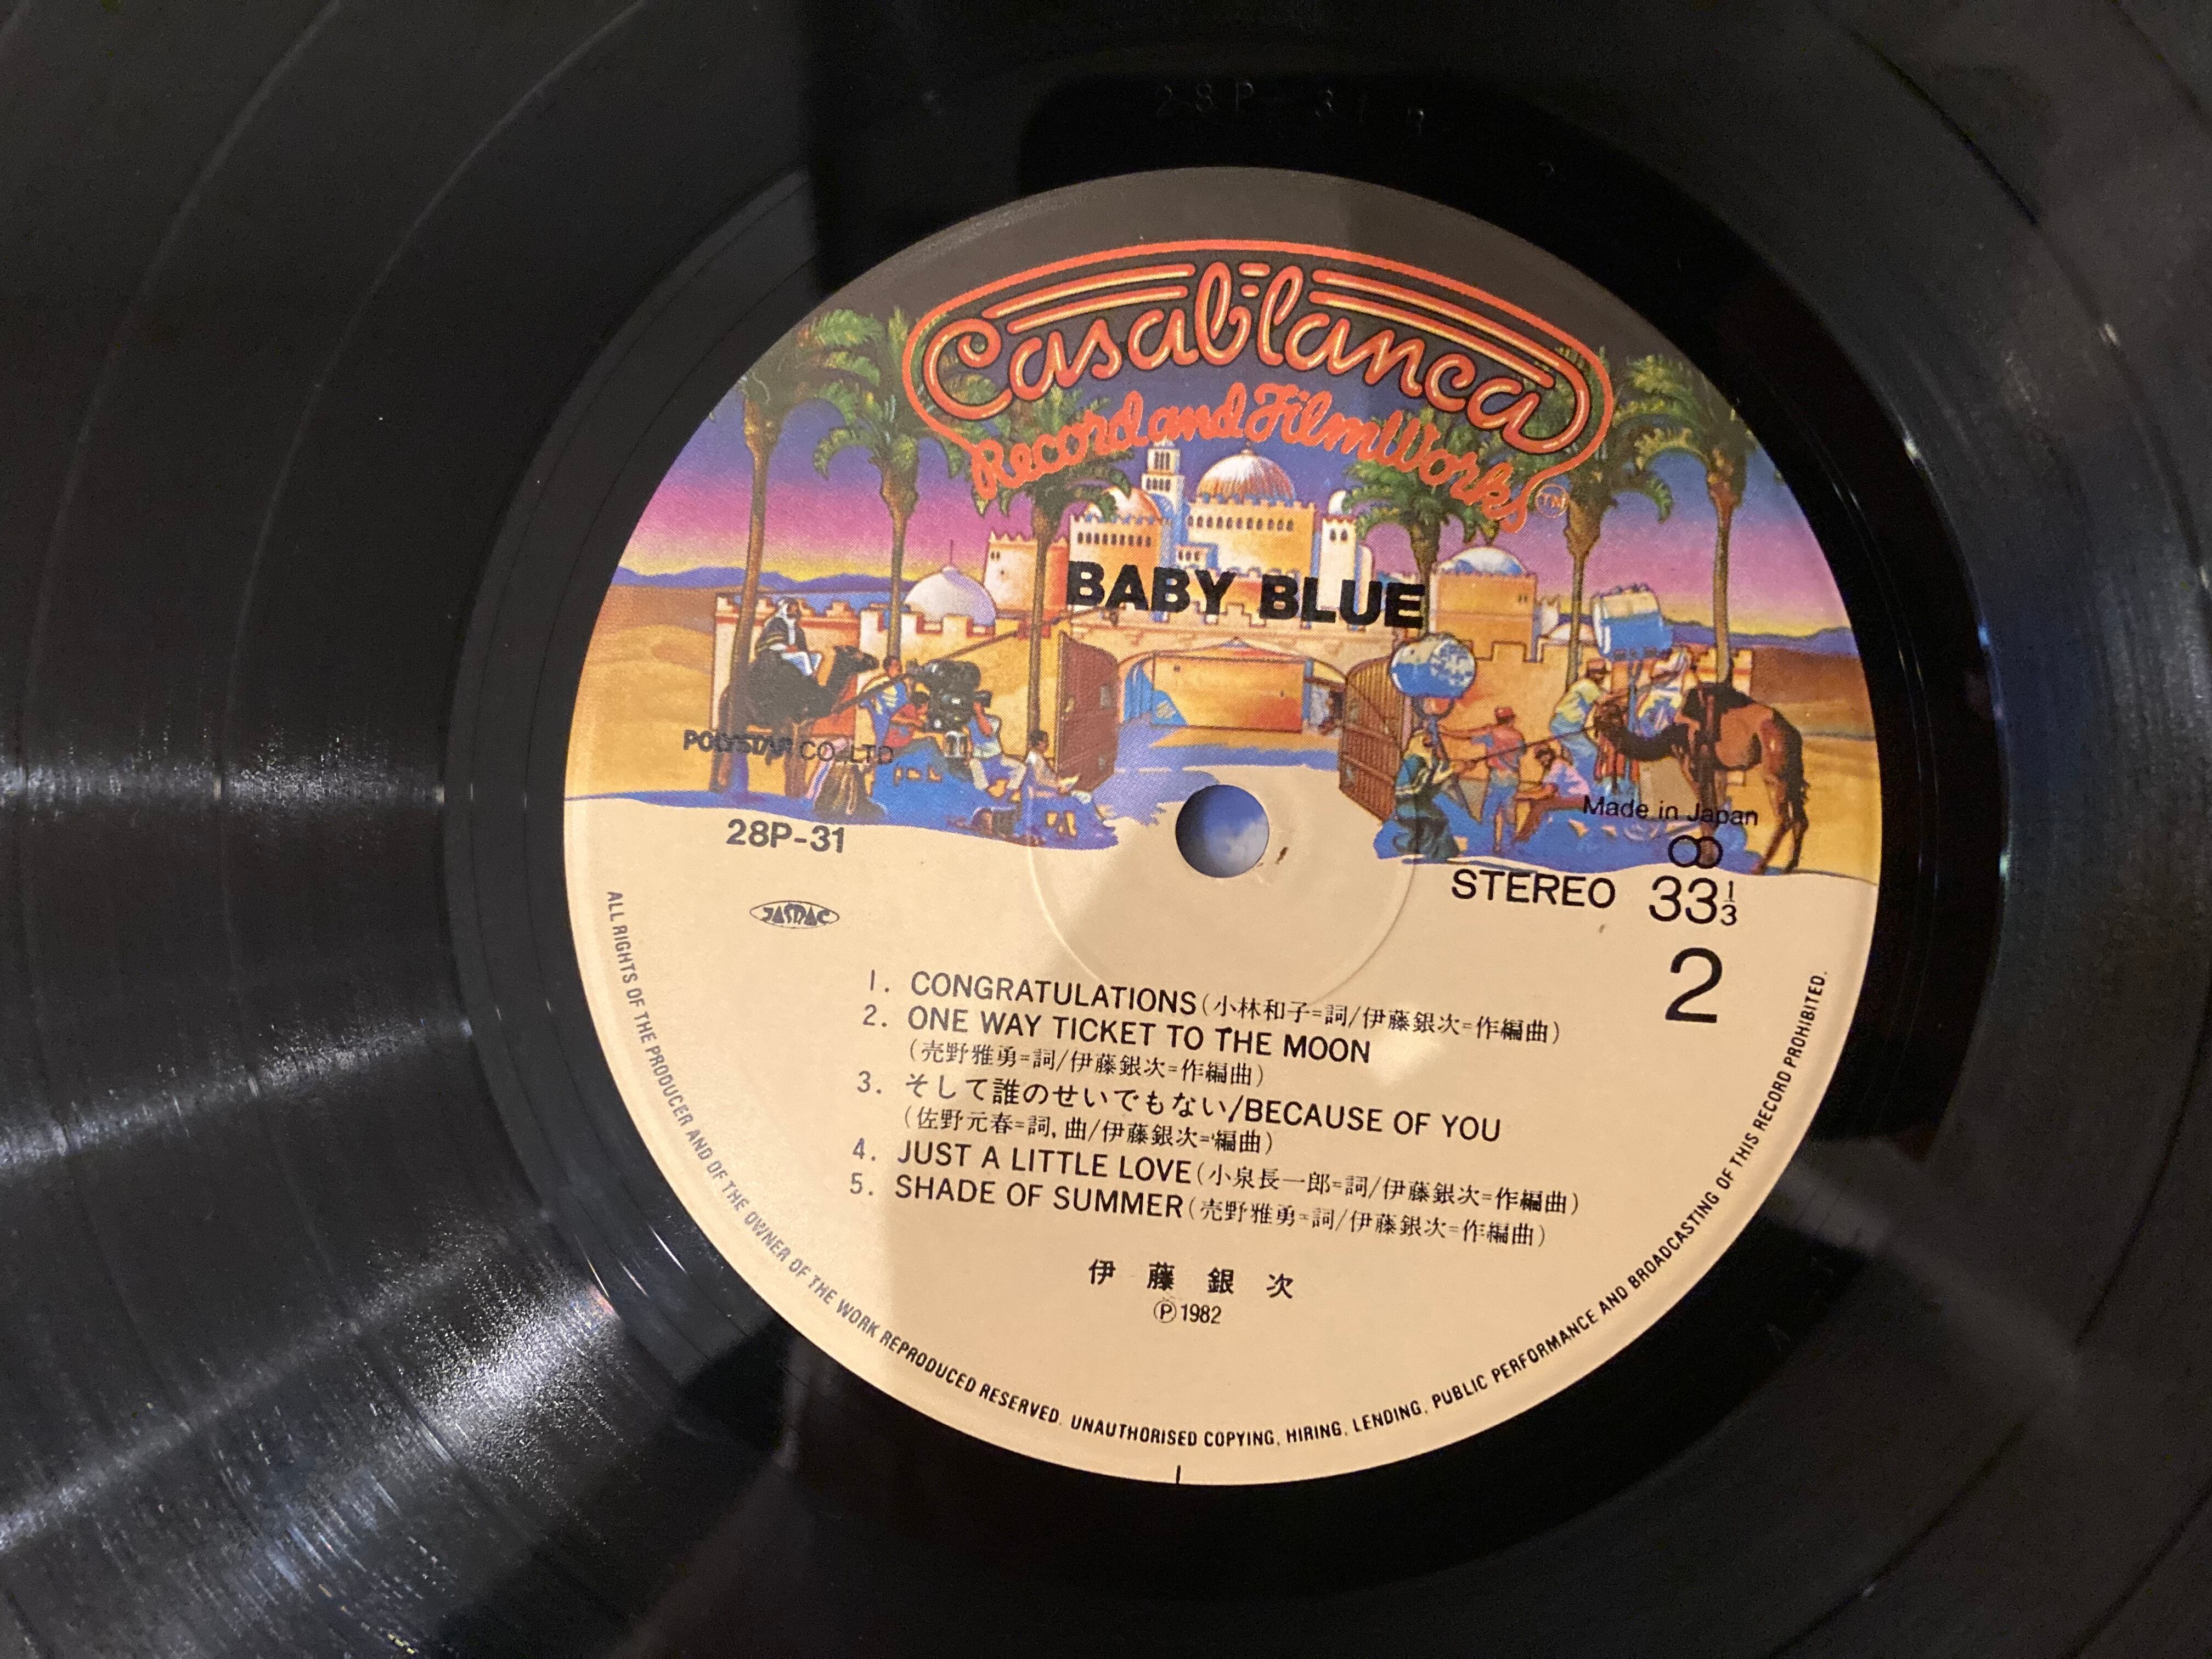 28P-31
Casablanca
Record and FilmWorks
TM
BABY BLUE
POLYSTAR CO. LTD
28P-31
Made in Japan
JASRAC
STEREO 33 1/3
2
1. CONGRATULATIONS(小林和子=詞/伊藤銀次=作編曲)
2. ONE WAY TICKET TO THE MOON
(売野雅勇=詞/伊藤銀次=作編曲)
3. そして誰のせいでもない/BECAUSE OF YOU
(佐野元春=詞,曲/伊藤銀次=編曲)
4. JUST A LITTLE LOVE(小泉長一郎=詞/伊藤銀次=作編曲)
5. SHADE OF SUMMER(売野雅勇=詞/伊藤銀次=作編曲)
伊藤銀次
Ⓟ1982
ALL RIGHTS OF THE PRODUCER AND OF THE OWNER OF THE WORK REPRODUCED RESERVED. UNAUTHORISED COPYING, HIRING, LENDING, PUBLIC PERFORMANCE AND BROADCASTING OF THIS RECORD PROHIBITED.